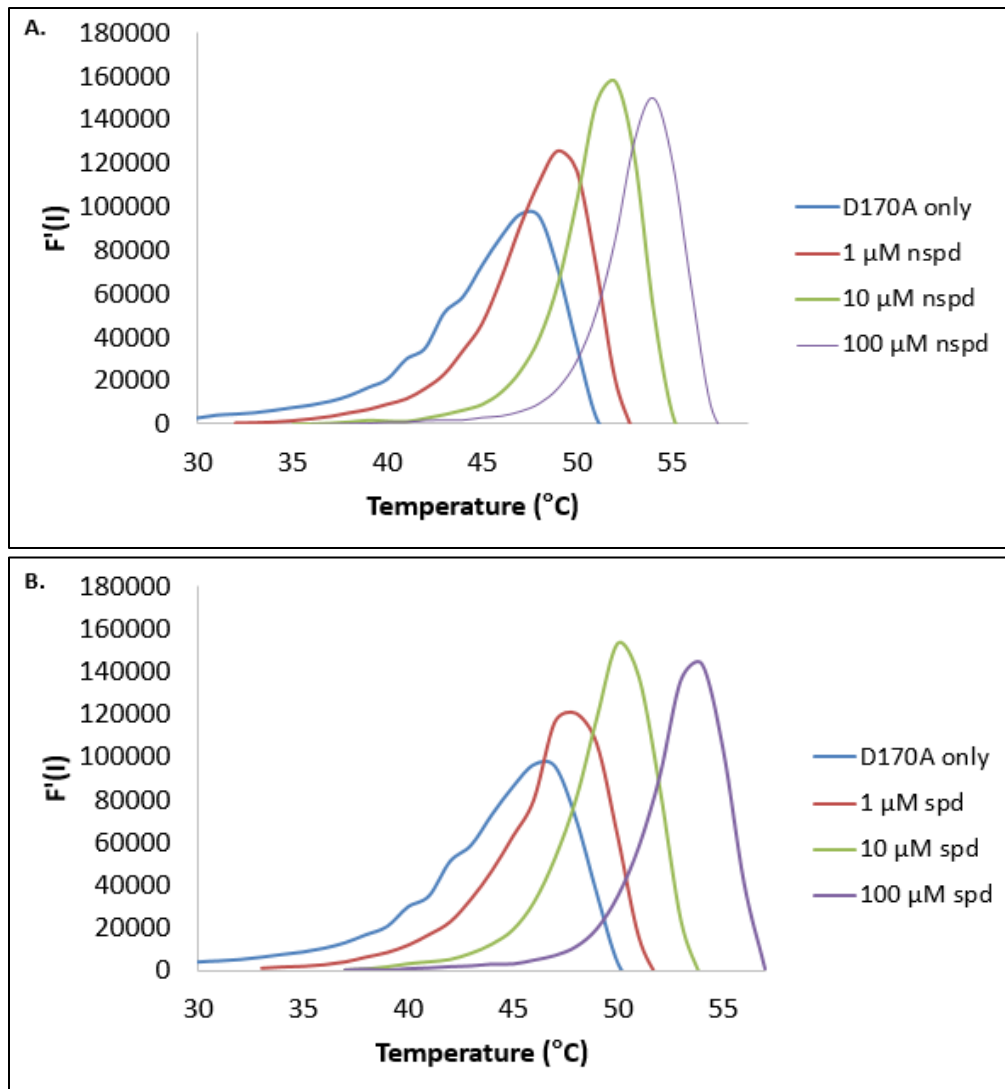 A.
180000
160000
140000
120000
100000
80000
60000
40000
20000
0
F'(I)
30 35 40 45 50 55
Temperature (°C)
D170A only
1 µM nspd
10 µM nspd
100 µM nspd
B.
180000
160000
140000
120000
100000
80000
60000
40000
20000
0
F'(I)
30 35 40 45 50 55
Temperature (°C)
D170A only
1 µM spd
10 µM spd
100 µM spd